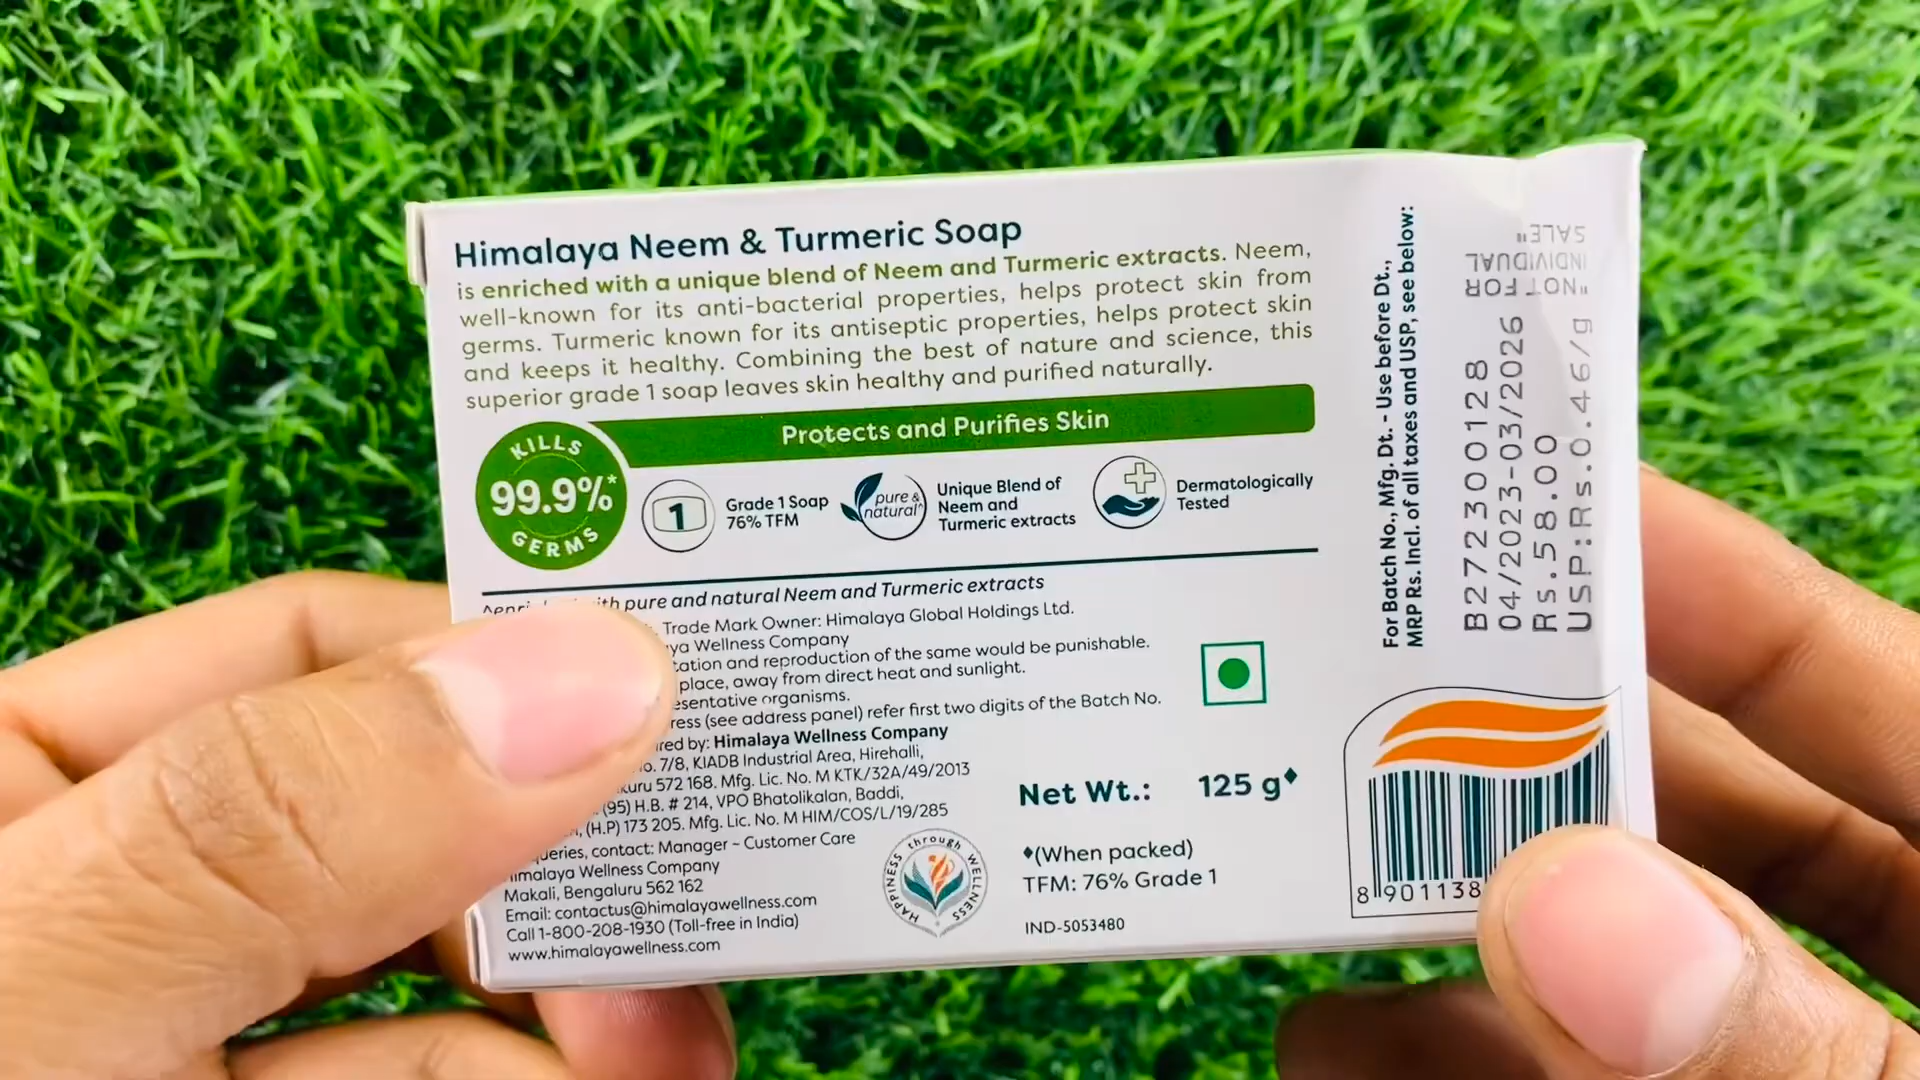 Himalaya Neem & Turmeric Soap
is enriched with a unique blend of Neem and Turmeric extracts. Neem,
well-known for its anti-bacterial properties, helps protect skin from
germs. Turmeric known for its antiseptic properties, helps protect skin
and keeps it healthy. Combining the best of nature and science, this
superior grade 1 soap leaves skin healthy and purified naturally.
Protects and Purifies Skin
KILLS
99.9%*
GERMS
1
Grade 1 Soap
76% TFM
pure &
natural^
Unique Blend of
Neem and
Turmeric extracts
Dermatologically
Tested
pure and natural Neem and Turmeric extracts
Trade Mark Owner: Himalaya Global Holdings Ltd.
Wellness Company
and reproduction of the same would be punishable.
place, away from direct heat and sunlight.
organisms.
(see address panel) refer first two digits of the Batch No.
by: Himalaya Wellness Company
7/8, KIADB Industrial Area, Hirehalli,
572 168. Mfg. Lic. No. M KTK/32A/49/2013
(95) H.B. # 214, VPO Bhatolikalan, Baddi,
(H.P) 173 205. Mfg. Lic. No. M HIM/COS/L/19/285
contact: Manager – Customer Care
Wellness Company
Makali, Bengaluru 562 162
Email: contactus@himalayawellness.com
Call 1-800-208-1930 (Toll-free in India)
www.himalayawellness.com
HAPPINESS through WELLNESS
Net Wt.: 125 g♦
♦(When packed)
TFM: 76% Grade 1
IND-5053480
For Batch No., Mfg. Dt. - Use before Dt.,
MRP Rs. Incl. of all taxes and USP, see below:
B272300128
04/2023-03/2026
Rs.58.00
USP:Rs.0.46/g
"NOT FOR
INDIVIDUAL
SALE"
8 901138